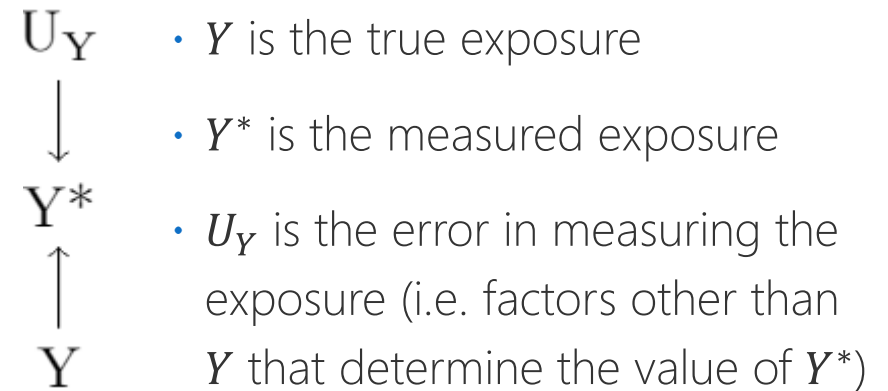 U_Y
• Y is the true exposure
• Y* is the measured exposure
Y*
• U_Y is the error in measuring the
exposure (i.e. factors other than
Y
Y that determine the value of Y*)